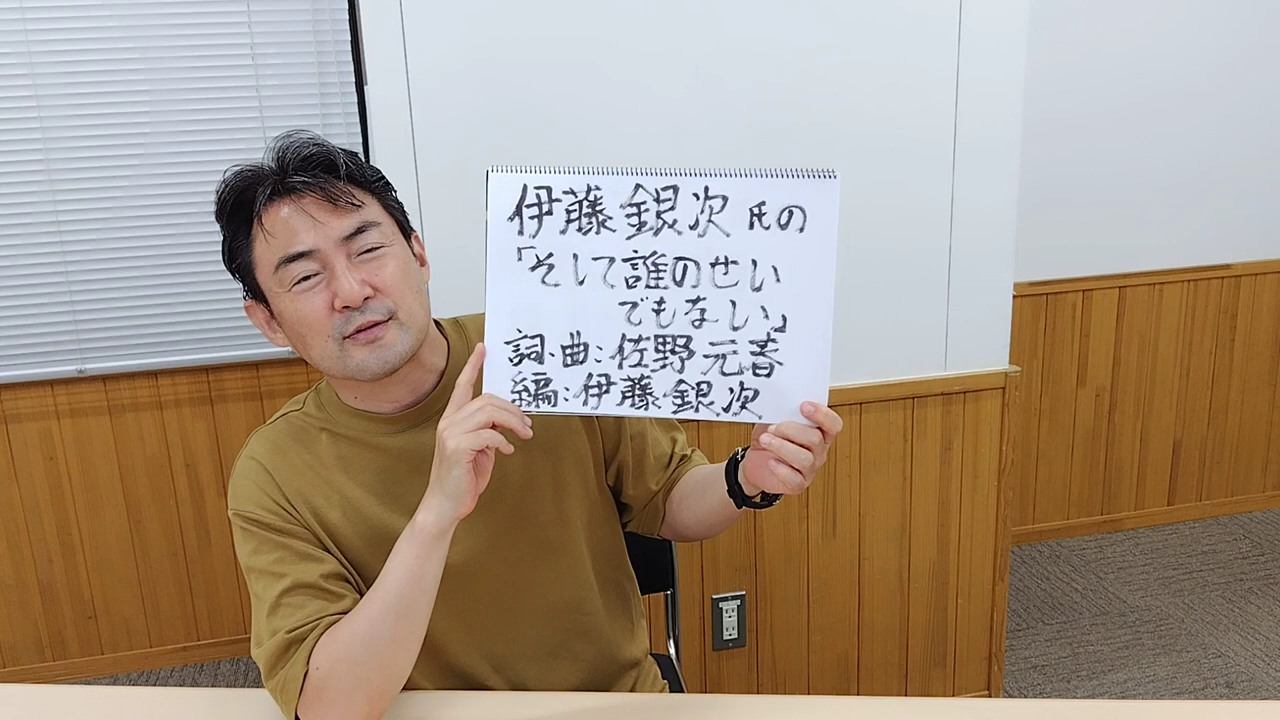 伊藤銀次 氏の
「そして誰のせい
でもない」
詞・曲:佐野元春
編:伊藤銀次